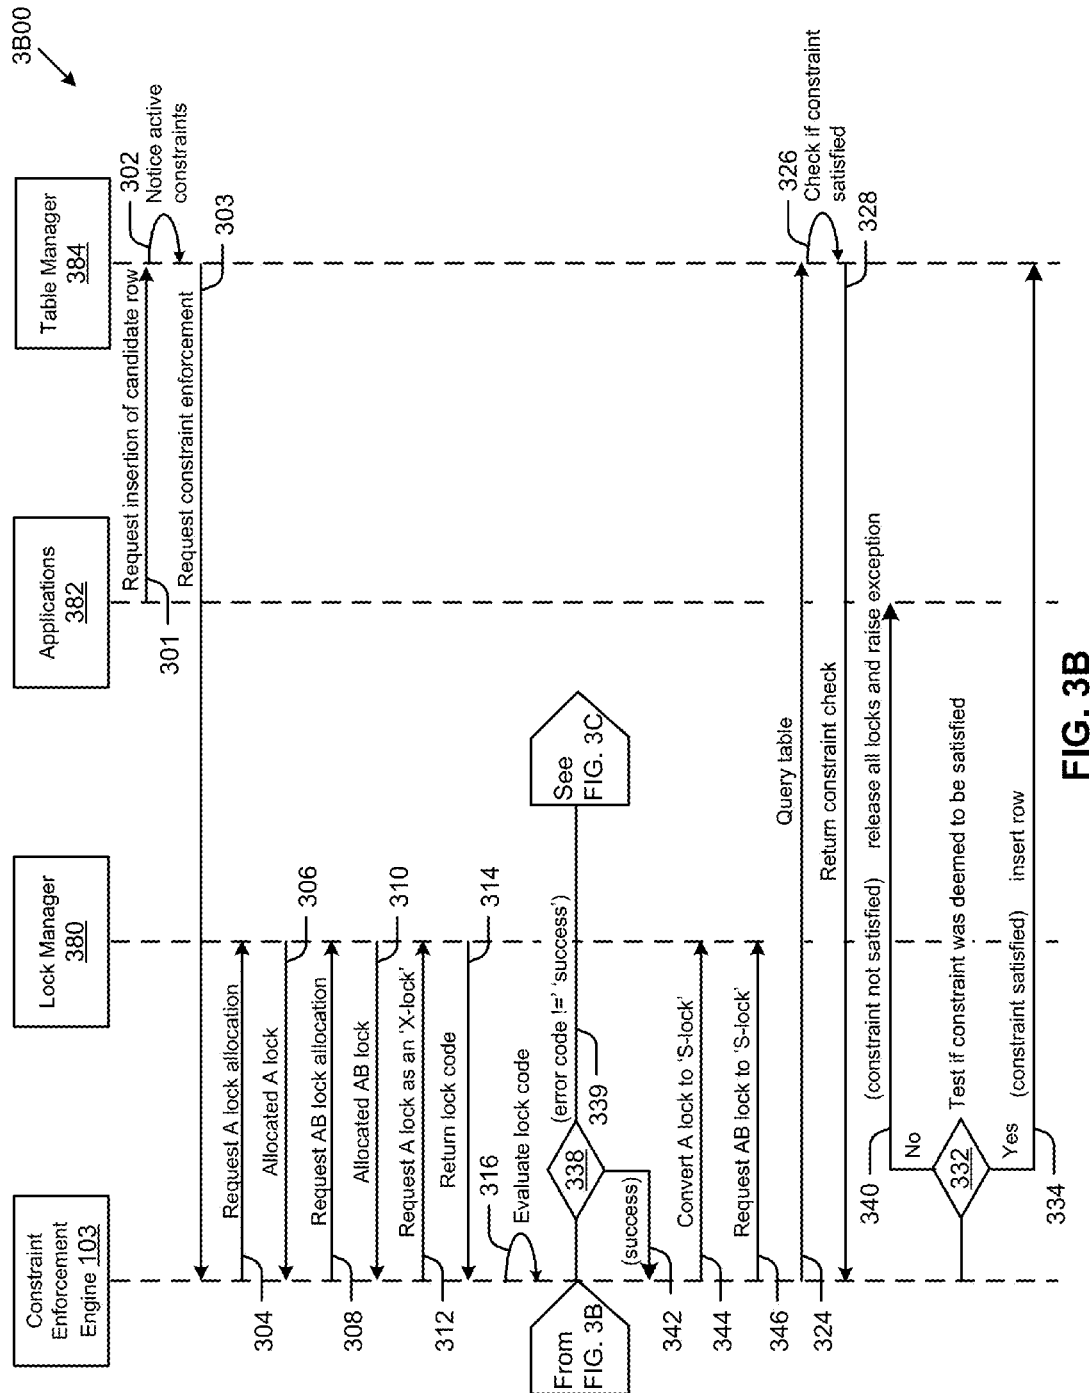 3B00
Constraint
Enforcement
Engine 103
Lock Manager
380
Applications
382
Table Manager
384
Request insertion of candidate row
301
302
Notice active
constraints
Request constraint enforcement
303
Request A lock allocation
304
Allocated A lock
306
Request AB lock allocation
308
Allocated AB lock
310
Request A lock as an 'X-lock'
312
Return lock code
314
316
Evaluate lock code
From
FIG. 3B
338
(error code !=' 'success')
339
See
FIG. 3C
(success)
342
Convert A lock to 'S-lock'
344
Request AB lock to 'S-lock'
346
Query table
324
326
Check if constraint
satisfied
Return constraint check
328
340
(constraint not satisfied) release all locks and raise exception
No
332
Test if constraint was deemed to be satisfied
Yes
(constraint satisfied) insert row
334
FIG. 3B